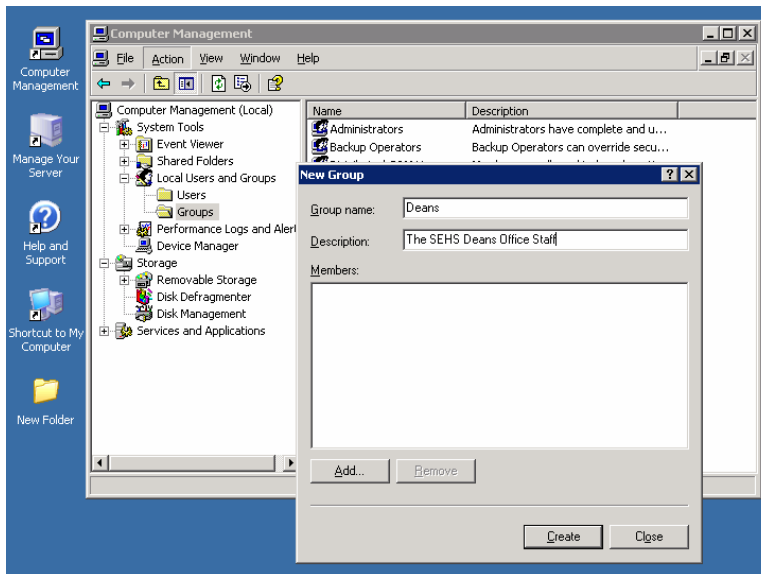 Computer
Management
Manage Your
Server
Help and
Support
Shortcut to My
Computer
New Folder
Computer Management
File Action View Window Help
Computer Management (Local)
System Tools
Event Viewer
Shared Folders
Local Users and Groups
Users
Groups
Performance Logs and Aler
Device Manager
Storage
Removable Storage
Disk Defragmenter
Disk Management
Services and Applications
Name Description
Administrators Administrators have complete and u...
Backup Operators Backup Operators can override secu...
New Group
Group name: Deans
Description: The SEHS Deans Office Staff
Members:
Add... Remove
Create Close